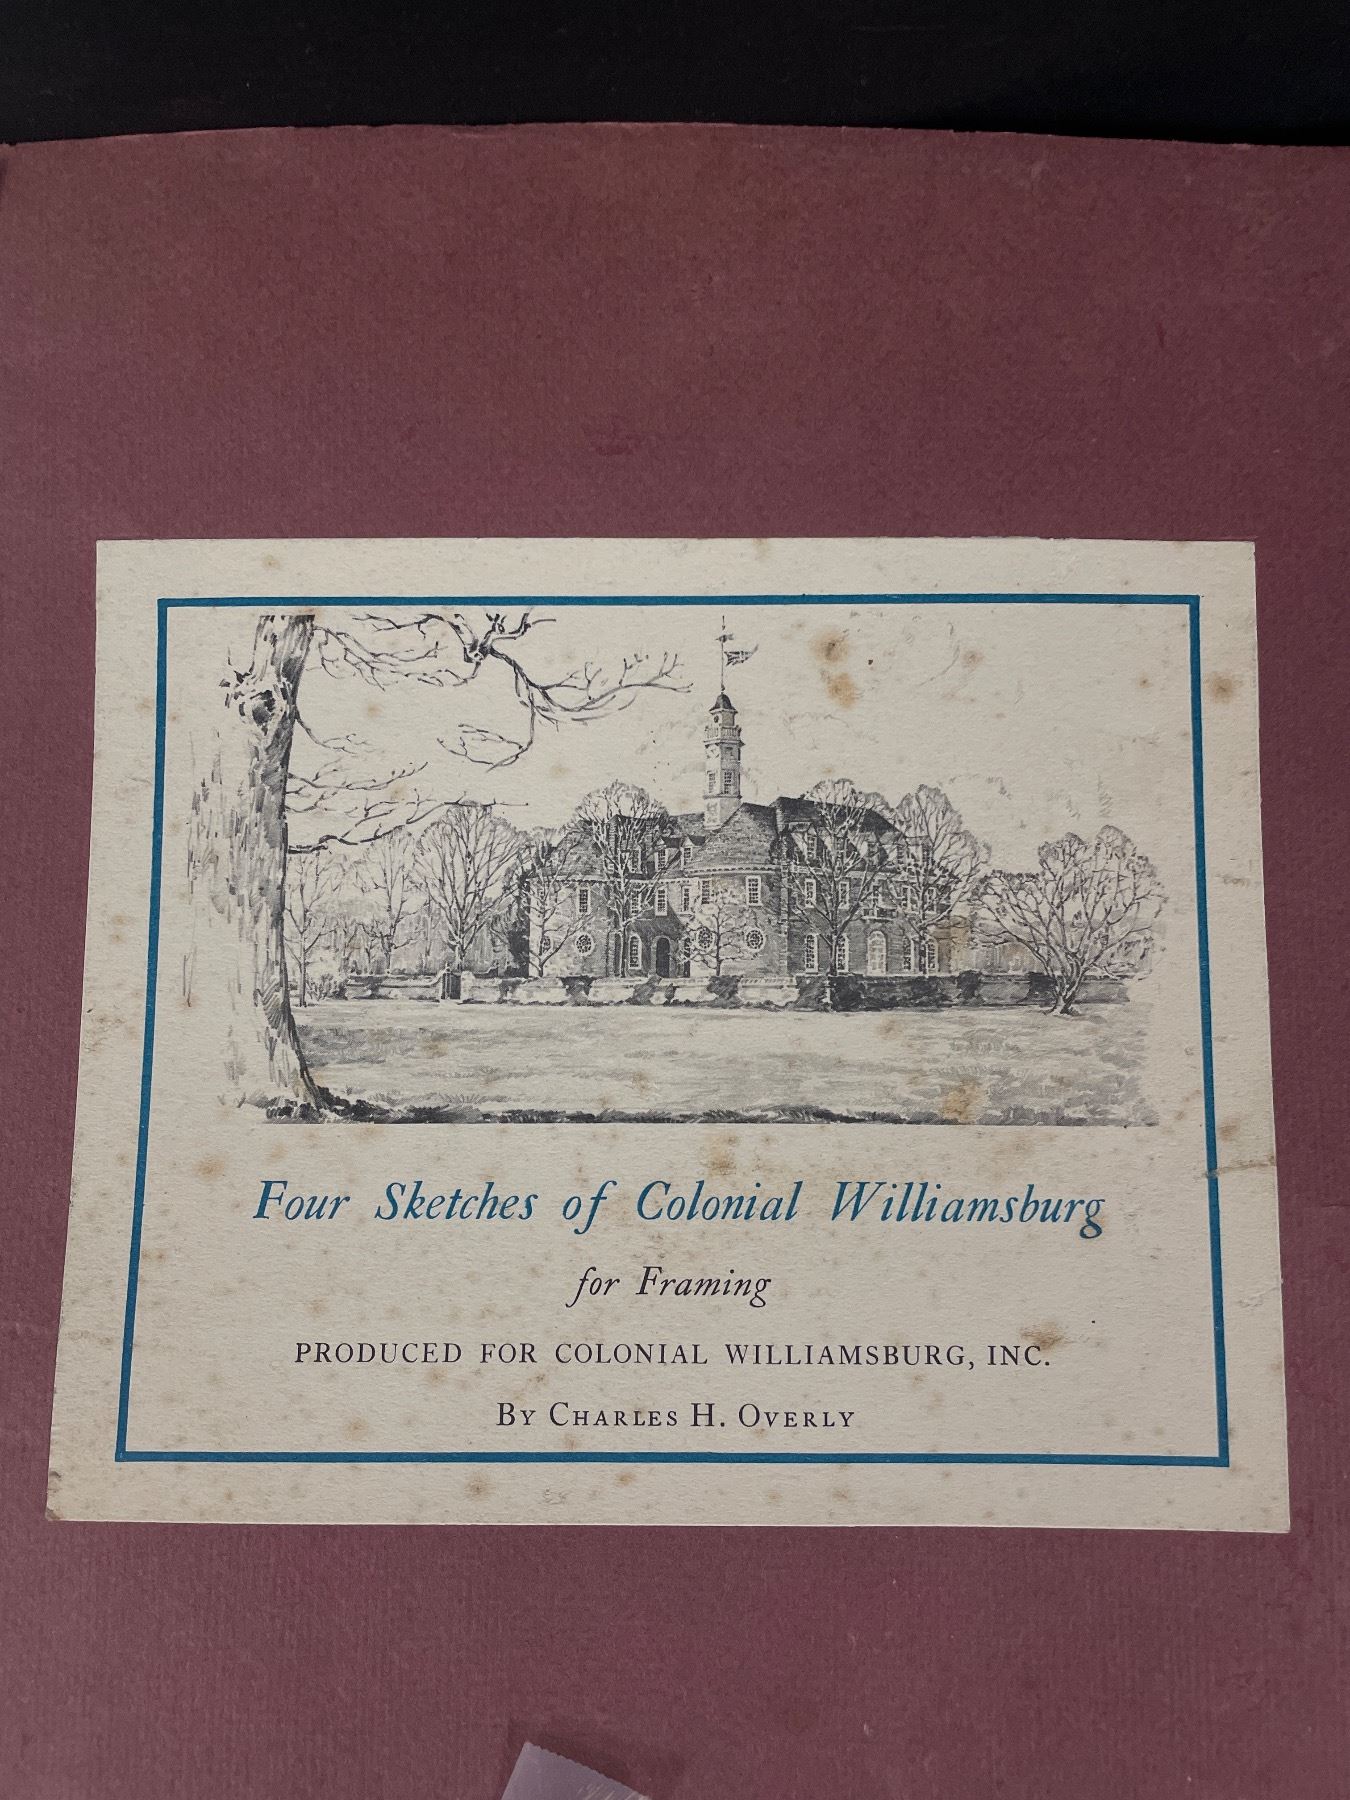 Four Sketches of Colonial Williamsburg
for Framing
PRODUCED FOR COLONIAL WILLIAMSBURG, INC.
BY CHARLES H. OVERLY